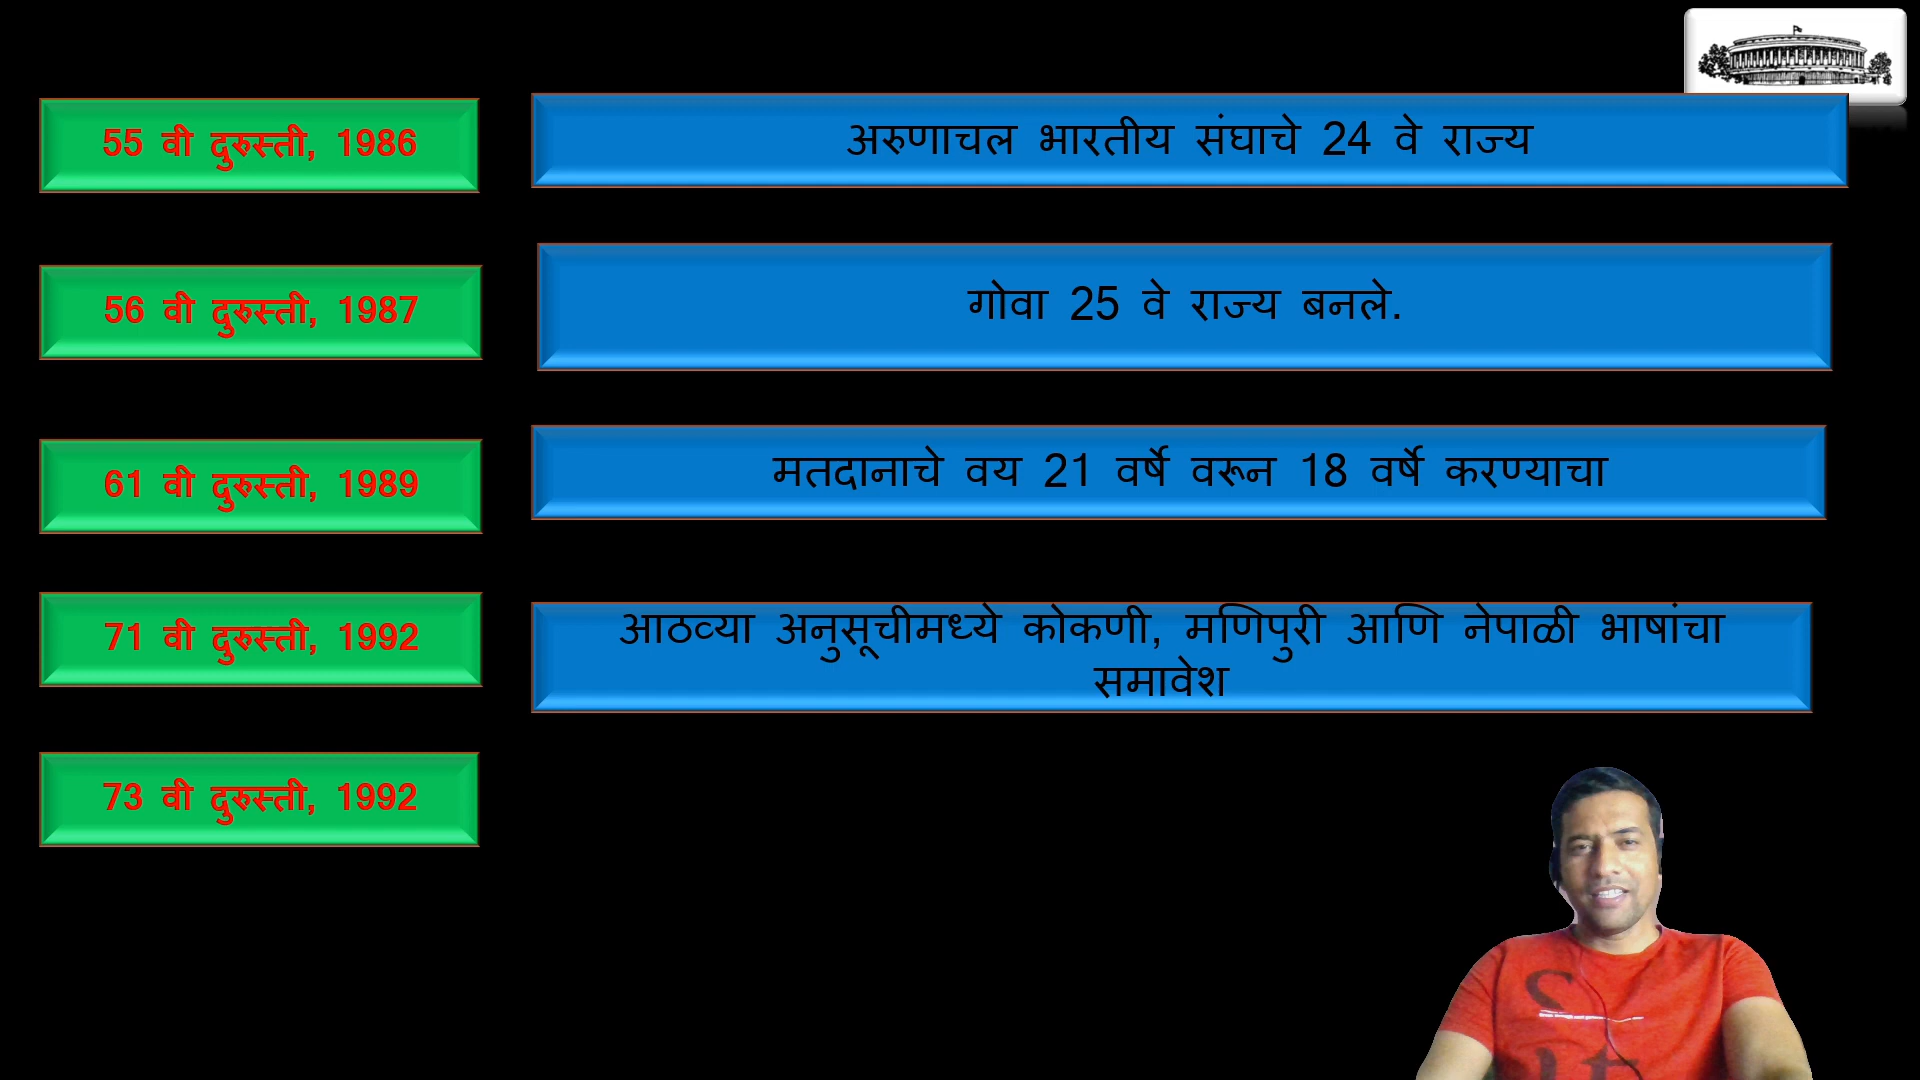 55 वी दुरुस्ती, 1986
अरुणाचल भारतीय संघाचे 24 वे राज्य
56 वी दुरुस्ती, 1987
गोवा 25 वे राज्य बनले.
61 वी दुरुस्ती, 1989
मतदानाचे वय 21 वर्षे वरून 18 वर्षे करण्याचा
71 वी दुरुस्ती, 1992
आठव्या अनुसूचीमध्ये कोकणी, मणिपुरी आणि नेपाळी भाषांचा
समावेश
73 वी दुरुस्ती, 1992